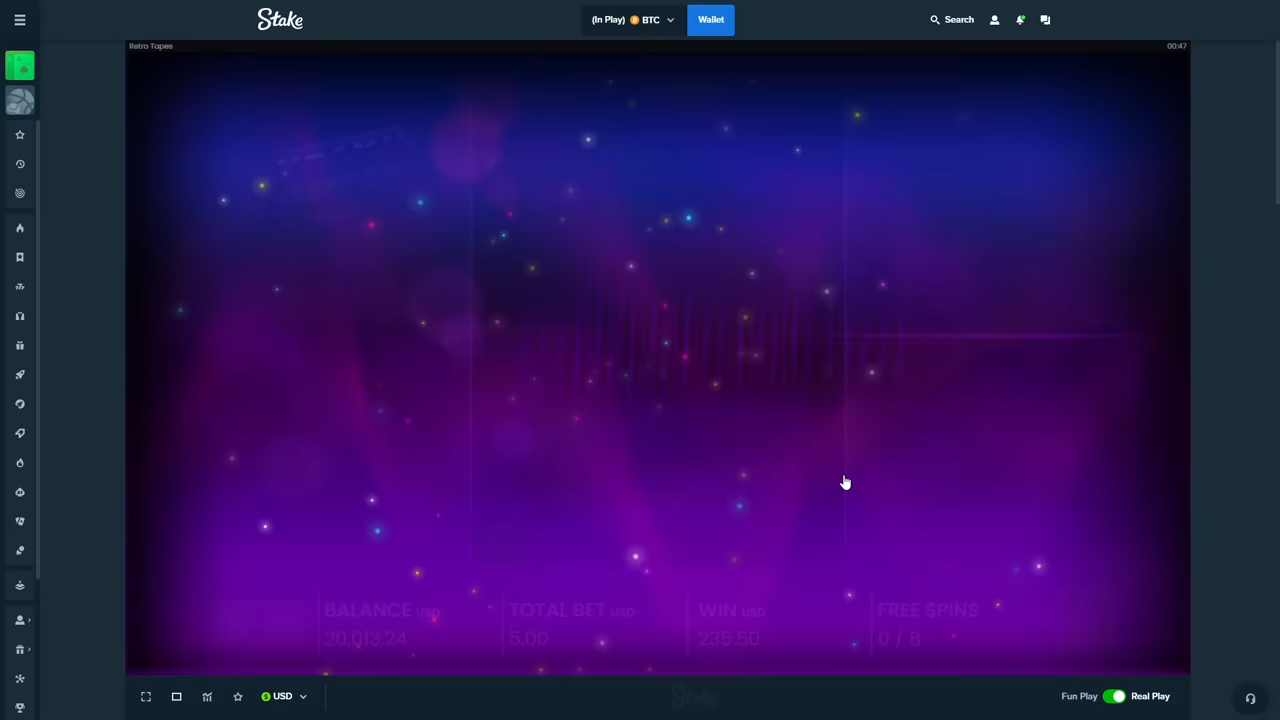 Stake
(In Play) BTC
Wallet
Search
Retro Tapes
00:47
BALANCE USD
20,013.24
TOTAL BET USD
5.00
WIN USD
235.50
FREE SPINS
0 / 8
USD
Stake
Fun Play
Real Play